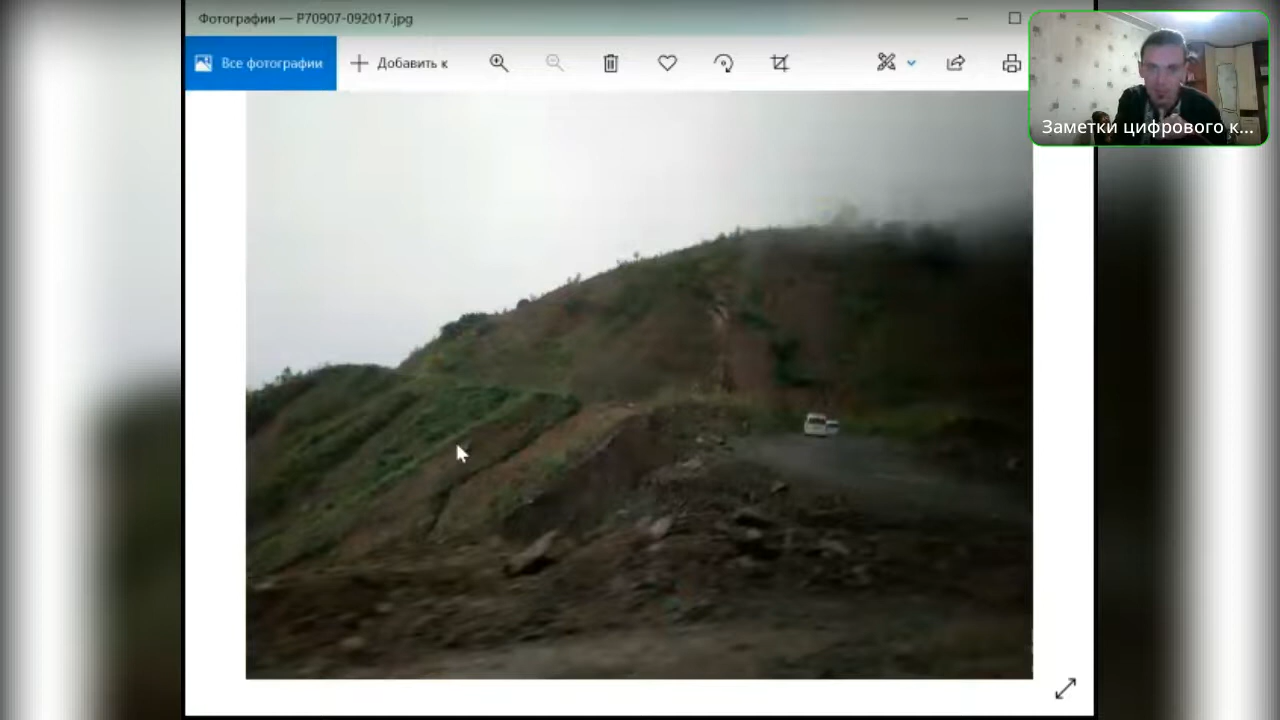 Фотографии — P70907-092017.jpg
Все фотографии
Добавить к
Заметки цифрового к...